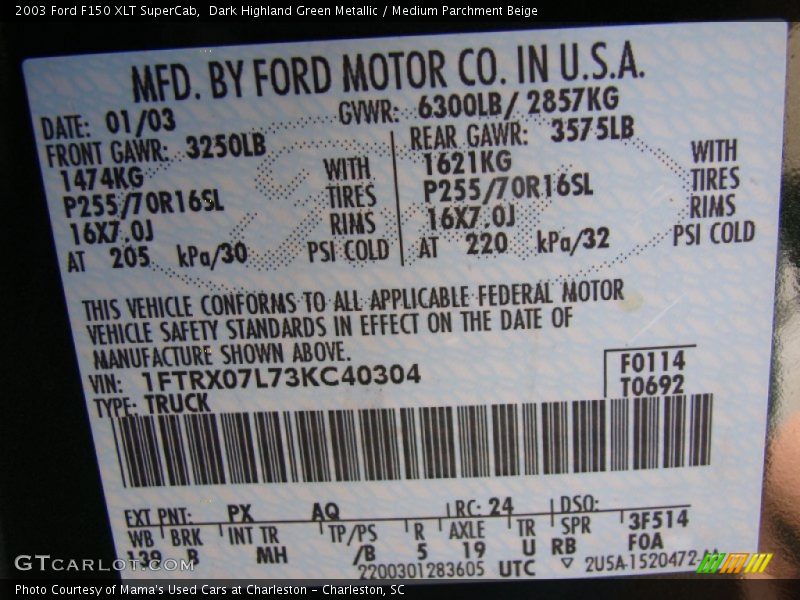 2003 Ford F150 XLT SuperCab, Dark Highland Green Metallic / Medium Parchment Beige
MFD. BY FORD MOTOR CO. IN U.S.A.
DATE: 01/03 GVWR: 6300LB/ 2857KG
FRONT GAWR: 3250LB REAR GAWR: 3575LB
1474KG WITH 1621KG WITH
P255/70R16SL TIRES P255/70R16SL TIRES
16X7.0J RIMS 16X7.0J RIMS
AT 205 kPa/30 PSI COLD AT 220 kPa/32 PSI COLD
THIS VEHICLE CONFORMS TO ALL APPLICABLE FEDERAL MOTOR
VEHICLE SAFETY STANDARDS IN EFFECT ON THE DATE OF
MANUFACTURE SHOWN ABOVE.
VIN: 1FTRX07L73KC40304 F0114
TYPE: TRUCK T0692
EXT PNT: PX AQ RC: 24 DSO:
WB BRK INT TR TP/PS R AXLE TR SPR 3F514
139 B MH /B 5 19 U RB F0A
2200301283605 UTC ▽ 2U5A-1520472-AA
GTCarcot.com
Photo Courtesy of Mama's Used Cars at Charleston - Charleston, SC